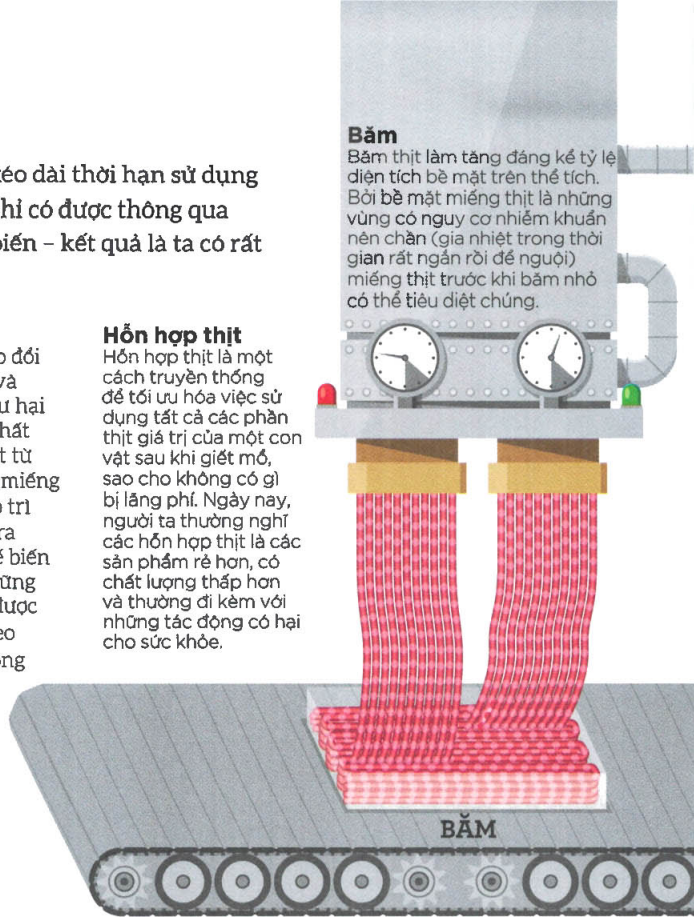 éo dài thời hạn sử dụng
hỉ có được thông qua
biến – kết quả là ta có rất
o đổi
và
u hại
hất
t từ
miếng
trì
ra
ế biến
ững
được
eo
ng
Hỗn hợp thịt
Hỗn hợp thịt là một
cách truyền thống
để tối ưu hóa việc sử
dụng tất cả các phần
thịt giá trị của một con
vật sau khi giết mổ,
sao cho không có gì
bị lãng phí. Ngày nay,
người ta thường nghĩ
các hỗn hợp thịt là các
sản phẩm rẻ hơn, có
chất lượng thấp hơn
và thường đi kèm với
những tác động có hại
cho sức khỏe.
Băm
Băm thịt làm tăng đáng kể tỷ lệ
diện tích bề mặt trên thể tích.
Bởi bề mặt miếng thịt là những
vùng có nguy cơ nhiễm khuẩn
nên chần (gia nhiệt trong thời
gian rất ngắn rồi để nguội)
miếng thịt trước khi băm nhỏ
có thể tiêu diệt chúng.
BĂM